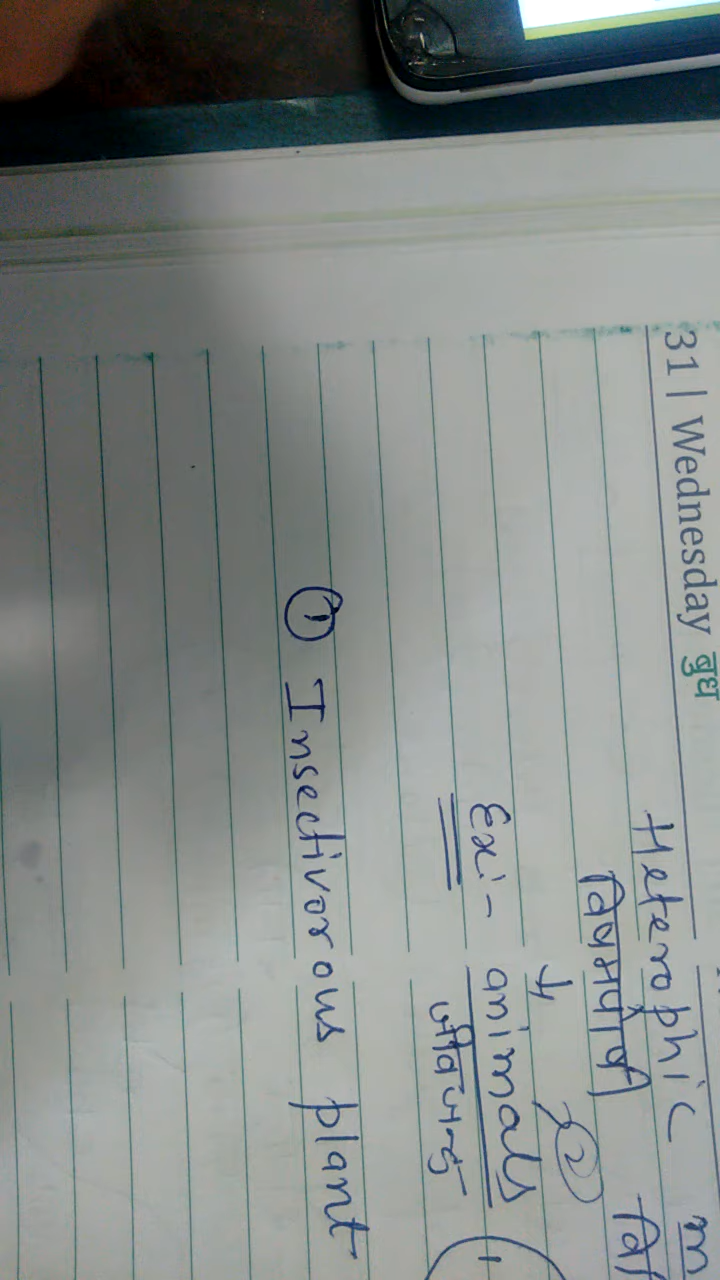 31 | Wednesday बुध
Heterophic m
विषमपोषी वि
Ex:- animals
जीवजन्तु
① Insectivorous plant